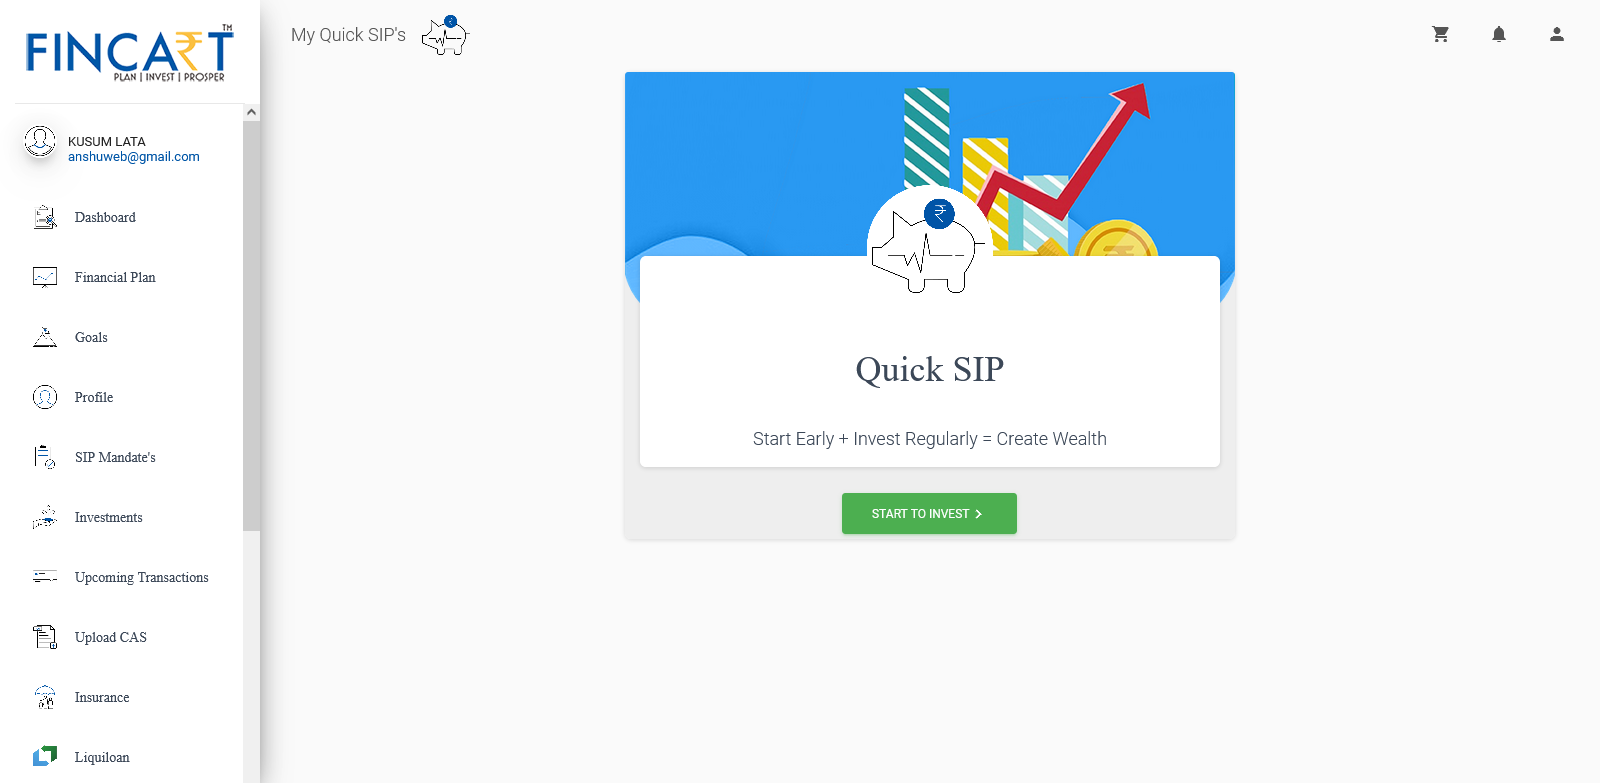 FINCART™
PLAN | INVEST | PROSPER
My Quick SIP's
KUSUM LATA
anshuweb@gmail.com
Dashboard
Financial Plan
Goals
Profile
SIP Mandate's
Investments
Upcoming Transactions
Upload CAS
Insurance
Liquiloan
₹
Quick SIP
Start Early + Invest Regularly = Create Wealth
START TO INVEST